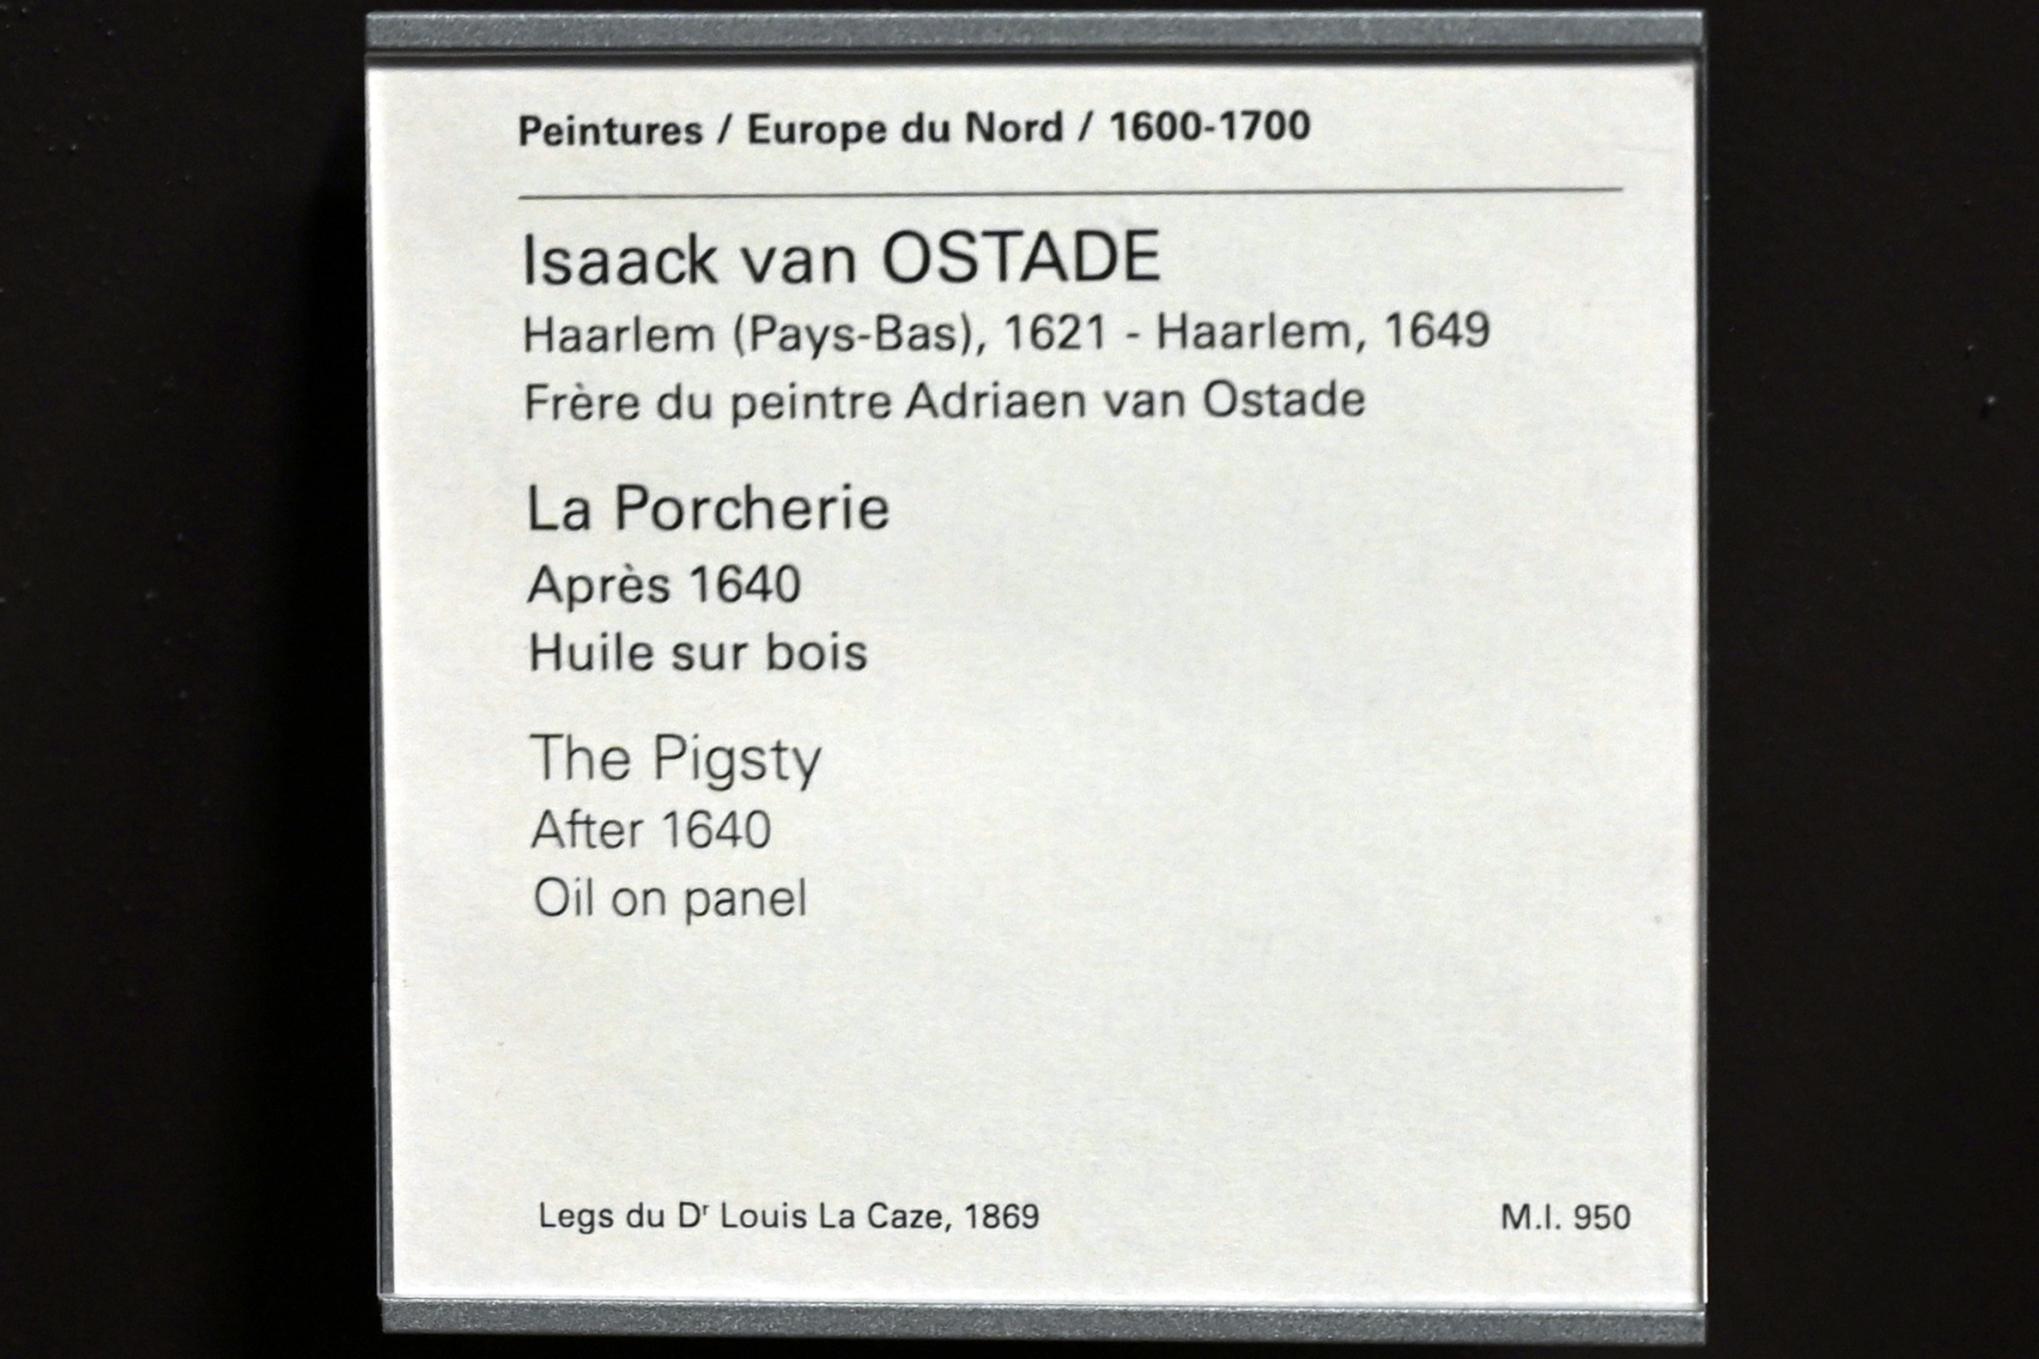 Peintures / Europe du Nord / 1600-1700
Isaack van OSTADE
Haarlem (Pays-Bas), 1621 - Haarlem, 1649
Frère du peintre Adriaen van Ostade
La Porcherie
Après 1640
Huile sur bois
The Pigsty
After 1640
Oil on panel
Legs du Dʳ Louis La Caze, 1869
M.I. 950